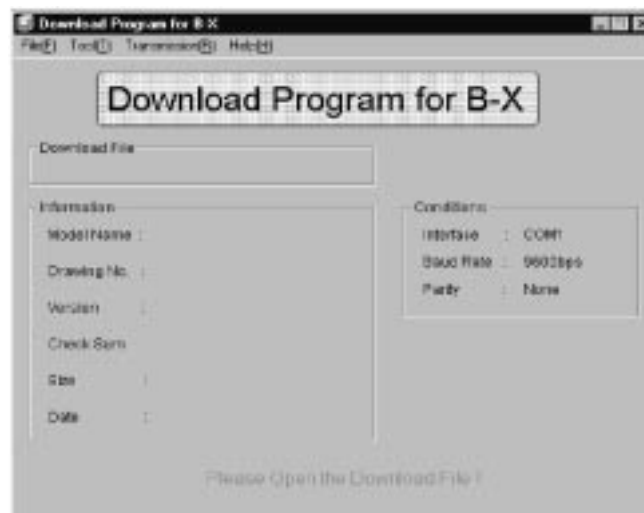 Download Program for B-X
File(F) Tool(T) Transmission(R) Help(H)
Download Program for B-X
Download File
Information
Model Name :
Drawing No. :
Version :
Check Sum
Size :
Date :
Conditions
Interface : COM1
Baud Rate : 9600bps
Parity : None
Please Open the Download File !